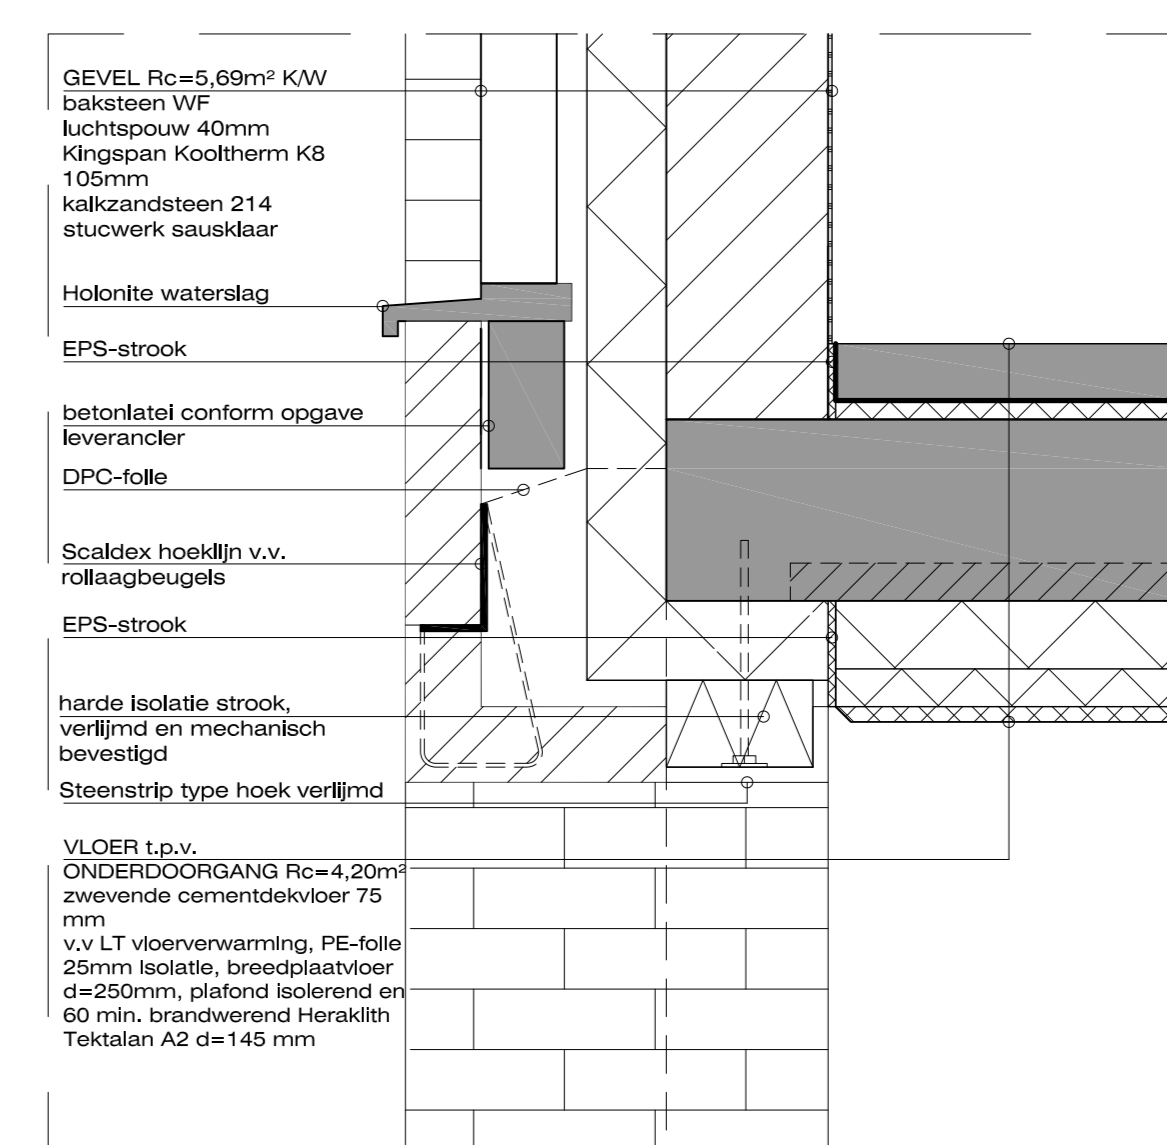 GEVEL Rc=5,69m² K/W
baksteen WF
luchtspouw 40mm
Kingspan Kooltherm K8
105mm
kalkzandsteen 214
stucwerk sausklaar
Holonite waterslag
EPS-strook
betonlatei conform opgave
leverancier
DPC-folie
Scaldex hoeklijn v.v.
rollaagbeugels
EPS-strook
harde isolatie strook,
verlijmd en mechanisch
bevestigd
Steenstrip type hoek verlijmd
VLOER t.p.v.
ONDERDOORGANG Rc=4,20m²
zwevende cementdekvloer 75
mm
v.v LT vloerverwarming, PE-folie
25mm isolatie, breedplaatvloer
d=250mm, plafond isolerend en
60 min. brandwerend Heraklith
Tektalan A2 d=145 mm